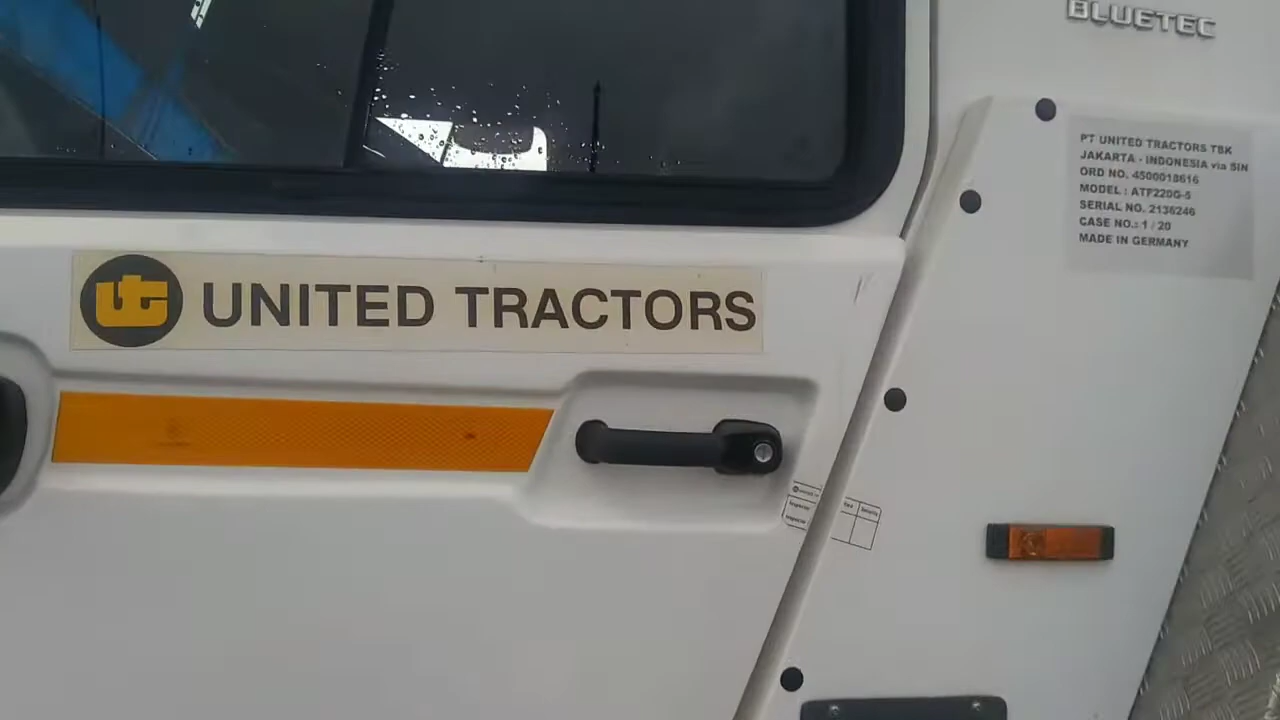 BLUETEC
PT UNITED TRACTORS TBK
JAKARTA - INDONESIA via SIN
ORD NO. 4500018616
MODEL : ATF220G-5
SERIAL NO. 2136246
CASE NO.: 1 / 20
MADE IN GERMANY
ut UNITED TRACTORS